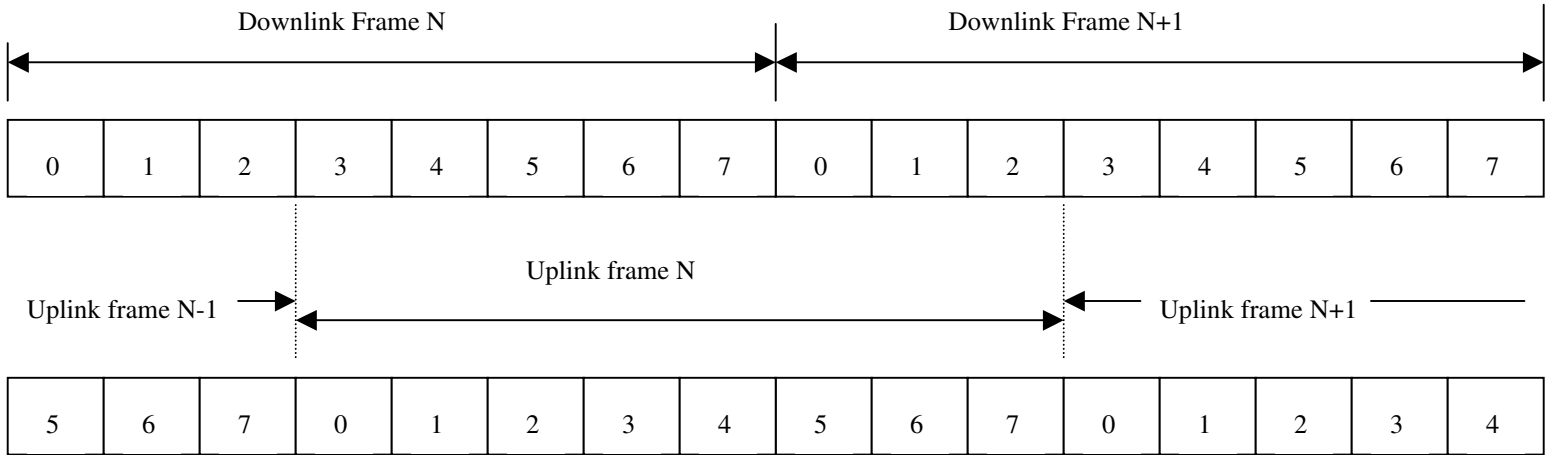 Downlink Frame N Downlink Frame N+1
0 1 2 3 4 5 6 7 0 1 2 3 4 5 6 7
Uplink frame N
Uplink frame N-1 Uplink frame N+1
5 6 7 0 1 2 3 4 5 6 7 0 1 2 3 4